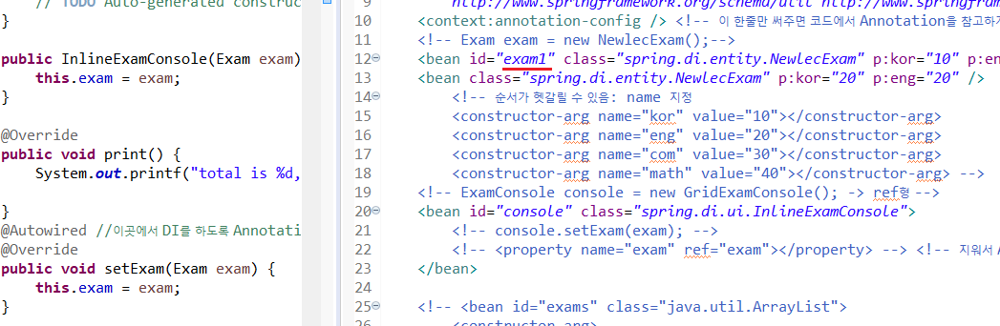 // TODO Auto-generated construc
}
public InlineExamConsole(Exam exam)
this.exam = exam;
}
@Override
public void print() {
System.out.printf("total is %d,
}
@Autowired //이곳에서 DI를 하도록 Annotati
@Override
public void setExam(Exam exam) {
this.exam = exam;
}
9 http://www.springframework.org/schema/util http://www.springframework
10 <context:annotation-config /> <!-- 이 한줄만 써주면 코드에서 Annotation을 참고하기
11 <!-- Exam exam = new NewlecExam();-->
12 <bean id="exam1" class="spring.di.entity.NewlecExam" p:kor="10" p:en
13 <bean class="spring.di.entity.NewlecExam" p:kor="20" p:eng="20" />
14 <!-- 순서가 헷갈릴 수 있음: name 지정
15 <constructor-arg name="kor" value="10"></constructor-arg>
16 <constructor-arg name="eng" value="20"></constructor-arg>
17 <constructor-arg name="com" value="30"></constructor-arg>
18 <constructor-arg name="math" value="40"></constructor-arg> -->
19 <!-- ExamConsole console = new GridExamConsole(); -> ref형 -->
20 <bean id="console" class="spring.di.ui.InlineExamConsole">
21 <!-- console.setExam(exam); -->
22 <!-- <property name="exam" ref="exam"></property> --> <!-- 지워서 A
23 </bean>
24
25 <!-- <bean id="exams" class="java.util.ArrayList">
<constructor-arg>